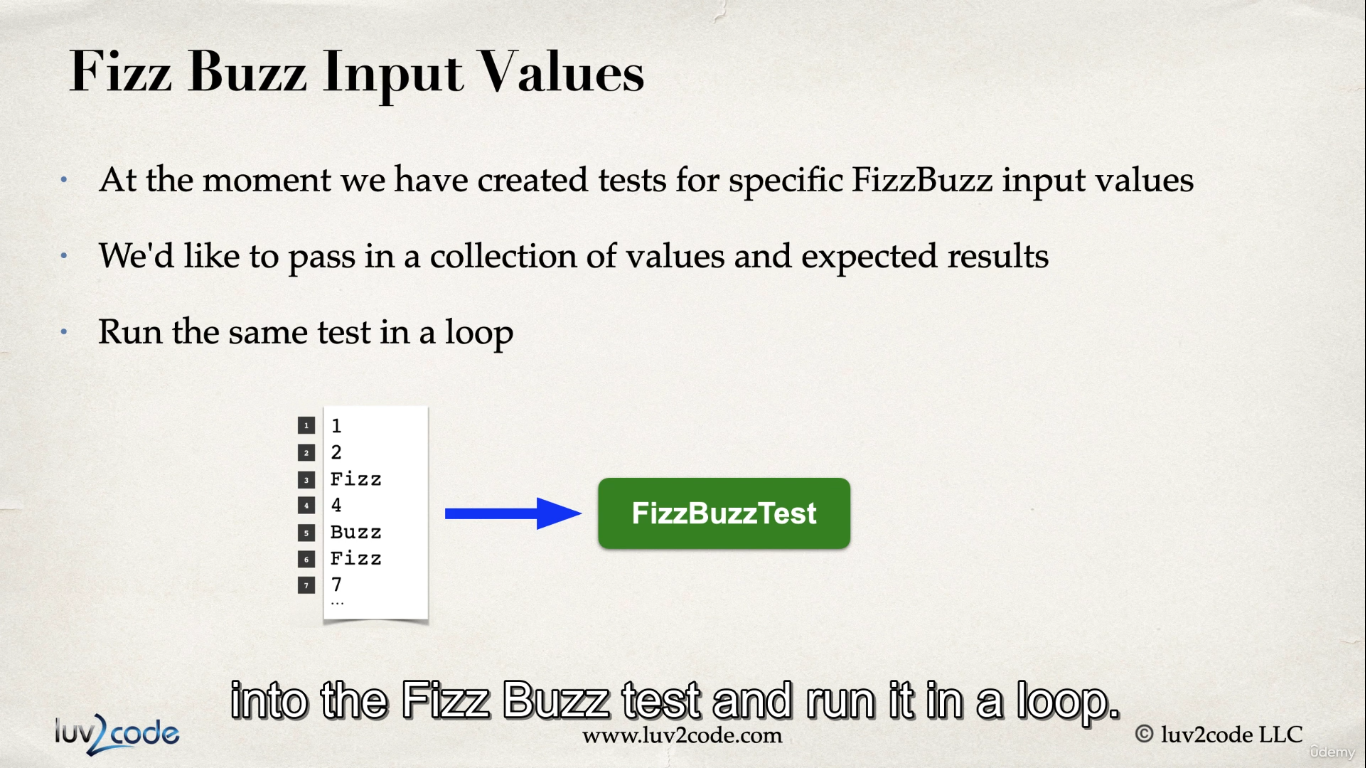 Fizz Buzz Input Values
• At the moment we have created tests for specific FizzBuzz input values
• We'd like to pass in a collection of values and expected results
• Run the same test in a loop
1 1
2 2
3 Fizz
4 4
5 Buzz
6 Fizz
7 7
...
FizzBuzzTest
into the Fizz Buzz test and run it in a loop.
luv2code
www.luv2code.com
© luv2code LLC
ûdemy